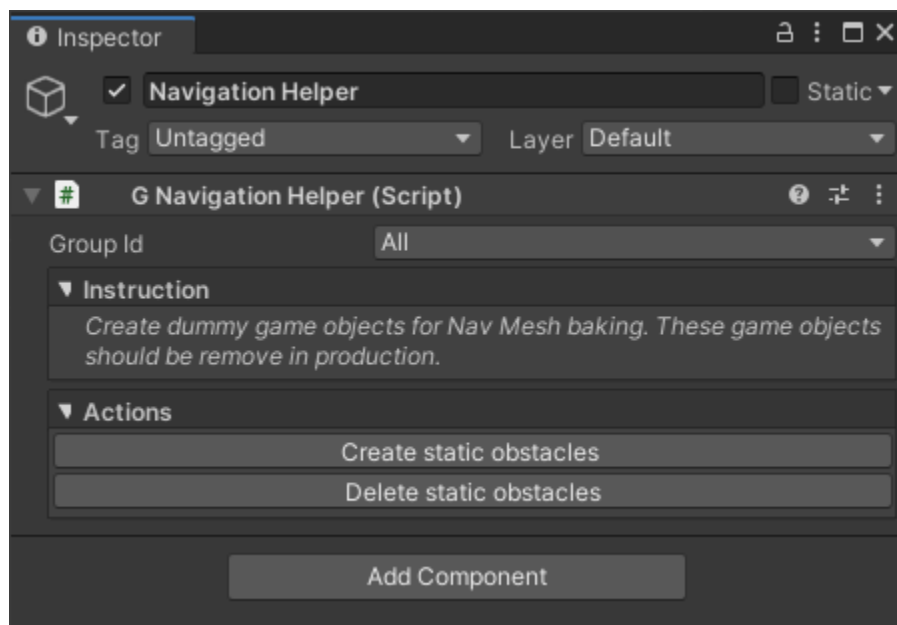 Inspector
Navigation Helper
Static
Tag Untagged Layer Default
# G Navigation Helper (Script)
Group Id All
Instruction
Create dummy game objects for Nav Mesh baking. These game objects
should be remove in production.
Actions
Create static obstacles
Delete static obstacles
Add Component